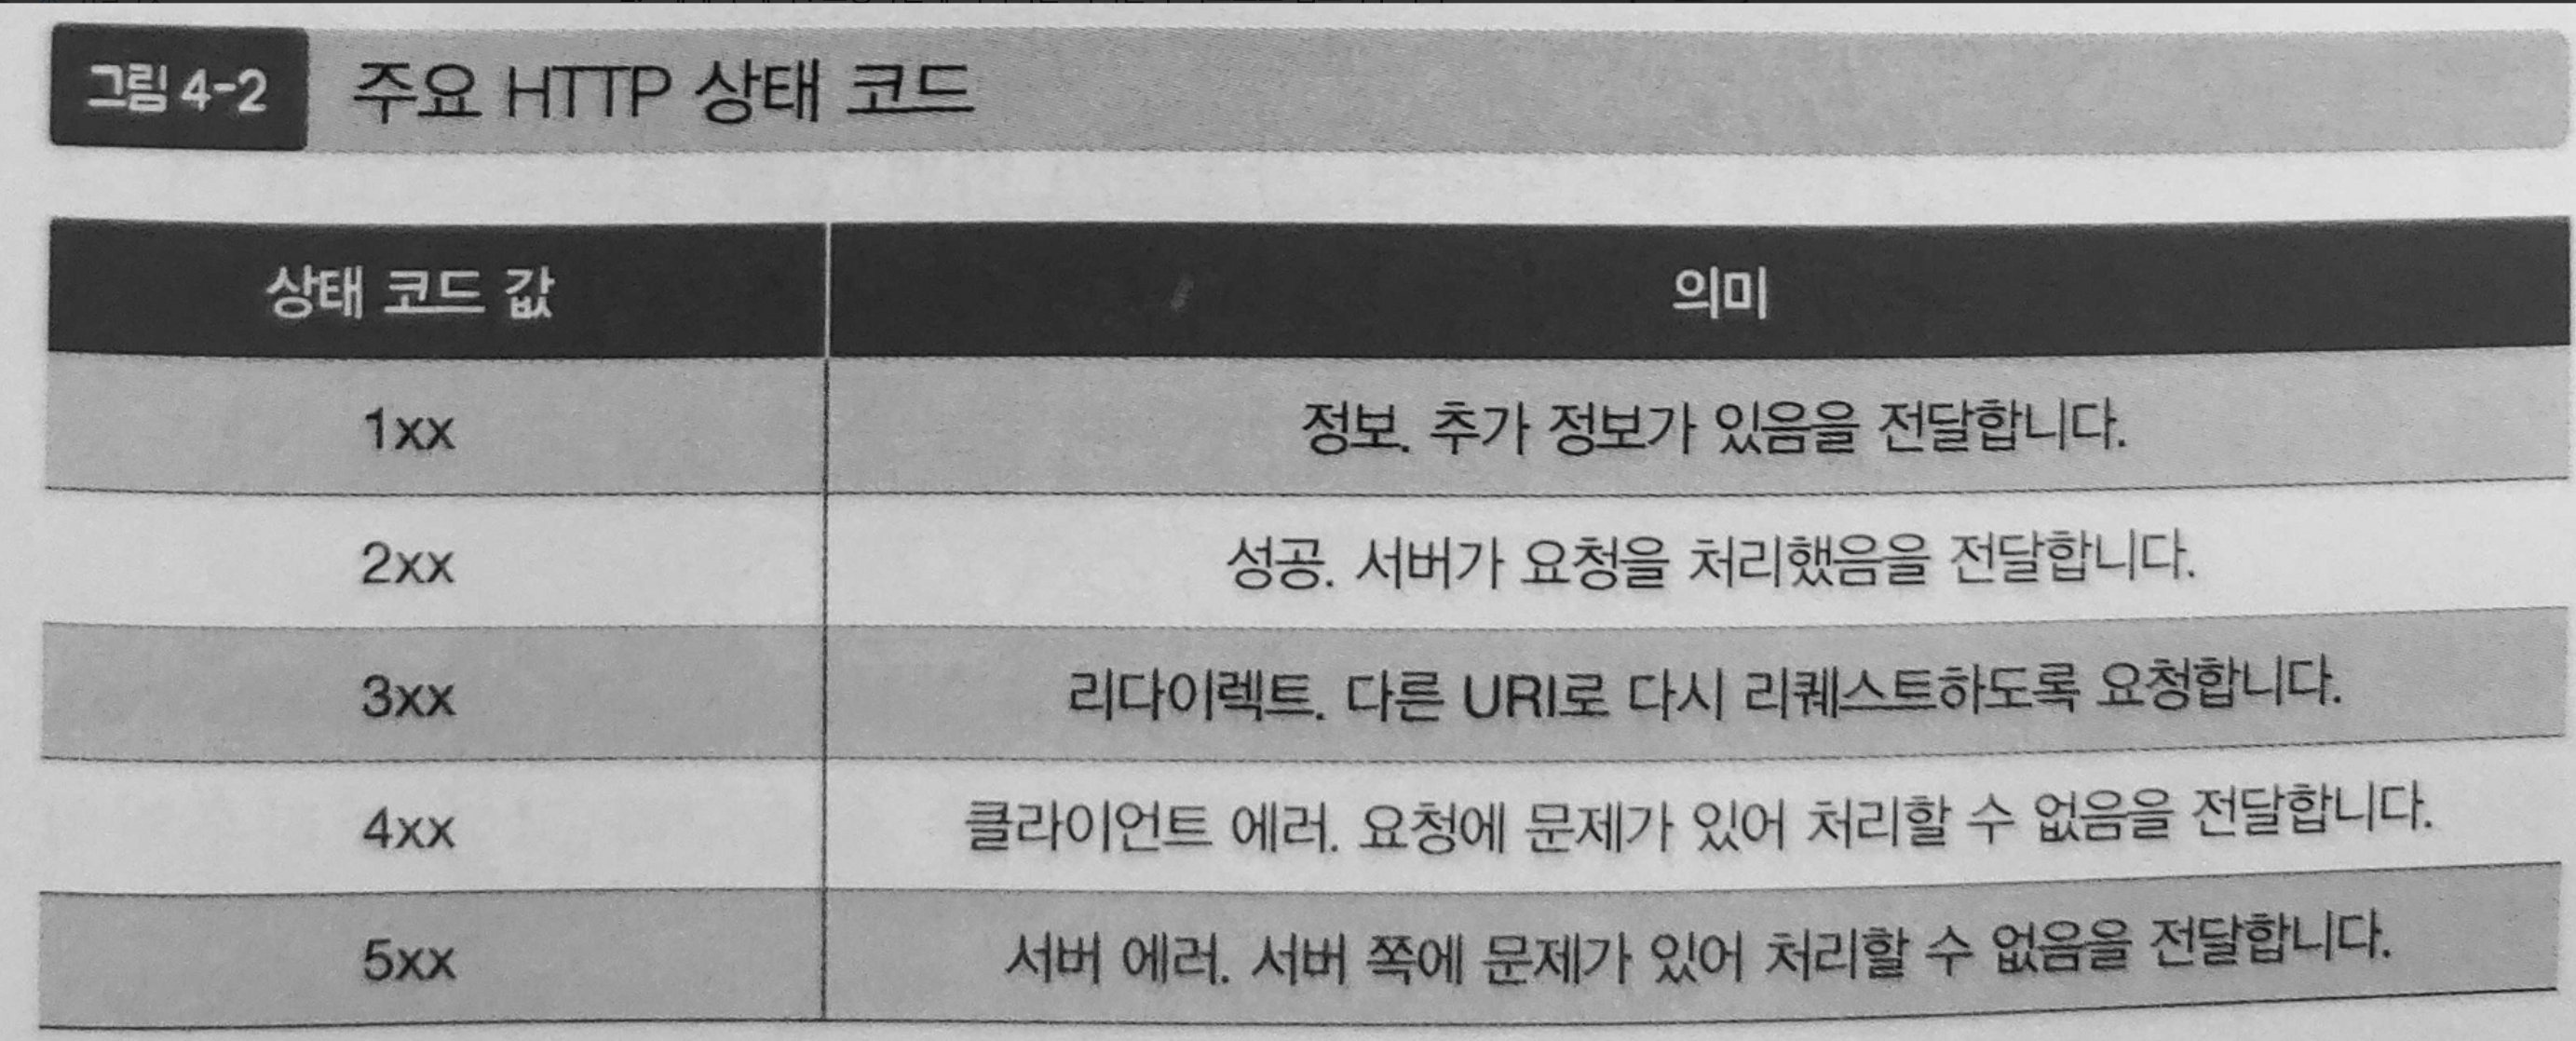 그림 4-2 주요 HTTP 상태 코드
상태 코드 값 의미
1xx 정보. 추가 정보가 있음을 전달합니다.
2xx 성공. 서버가 요청을 처리했음을 전달합니다.
3xx 리다이렉트. 다른 URI로 다시 리퀘스트하도록 요청합니다.
4xx 클라이언트 에러. 요청에 문제가 있어 처리할 수 없음을 전달합니다.
5xx 서버 에러. 서버 쪽에 문제가 있어 처리할 수 없음을 전달합니다.